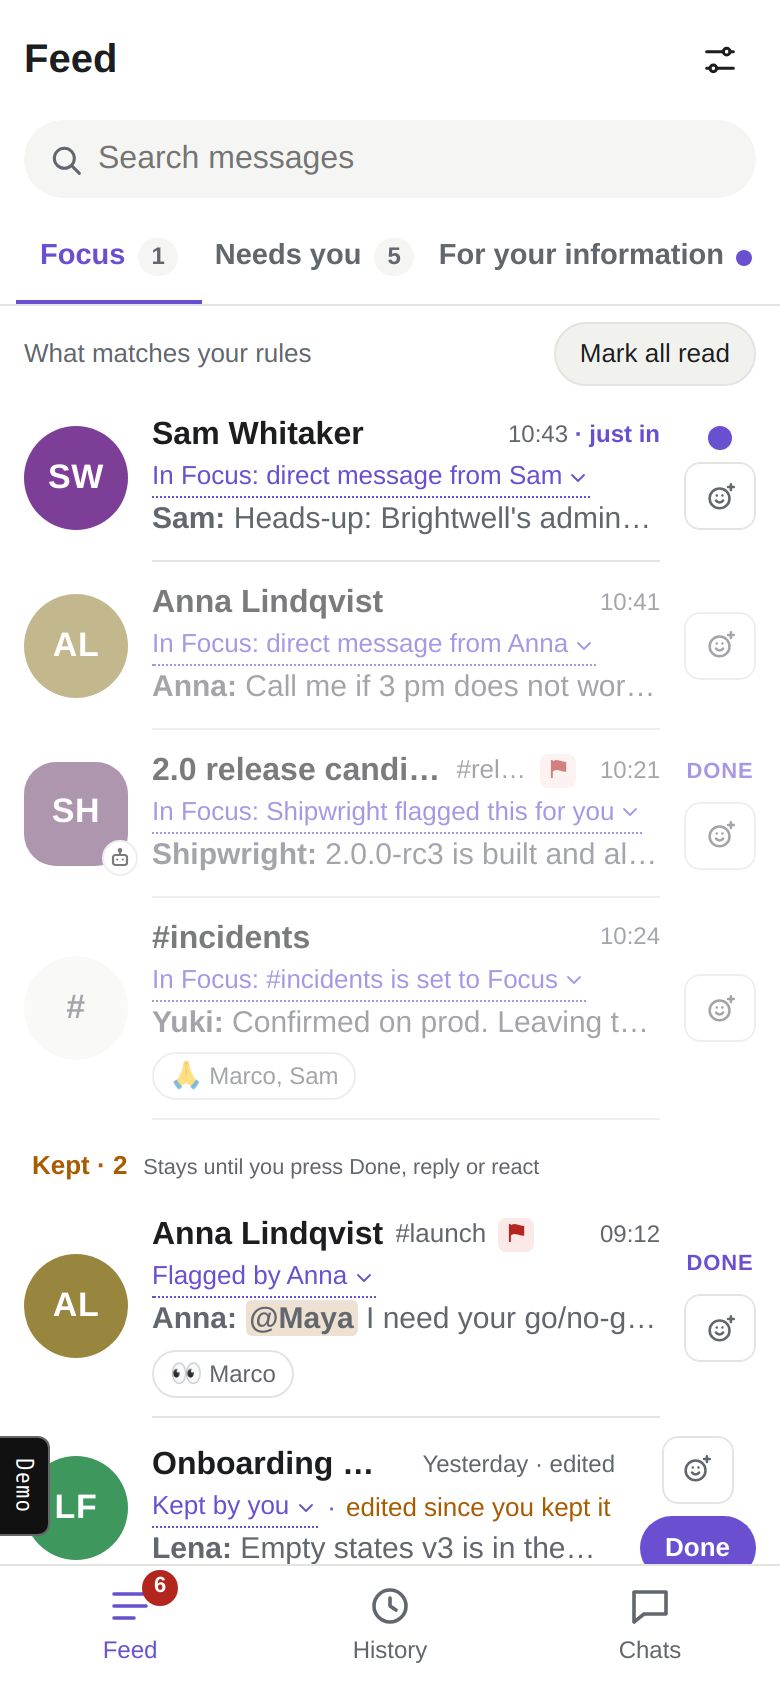 Feed
Search messages
Focus 1 Needs you 5 For your information
What matches your rules Mark all read
SW
Sam Whitaker 10:43 · just in
In Focus: direct message from Sam
Sam: Heads-up: Brightwell's admin…
AL
Anna Lindqvist 10:41
In Focus: direct message from Anna
Anna: Call me if 3 pm does not wor…
SH
2.0 release candi… #rel… 10:21 DONE
In Focus: Shipwright flagged this for you
Shipwright: 2.0.0-rc3 is built and al…
#
#incidents 10:24
In Focus: #incidents is set to Focus
Yuki: Confirmed on prod. Leaving t…
🙏 Marco, Sam
Kept · 2 Stays until you press Done, reply or react
AL
Anna Lindqvist #launch 09:12 DONE
Flagged by Anna
Anna: @Maya I need your go/no-g…
👀 Marco
Demo
LF
Onboarding … Yesterday · edited
Kept by you · edited since you kept it
Lena: Empty states v3 is in the… Done
6
Feed History Chats